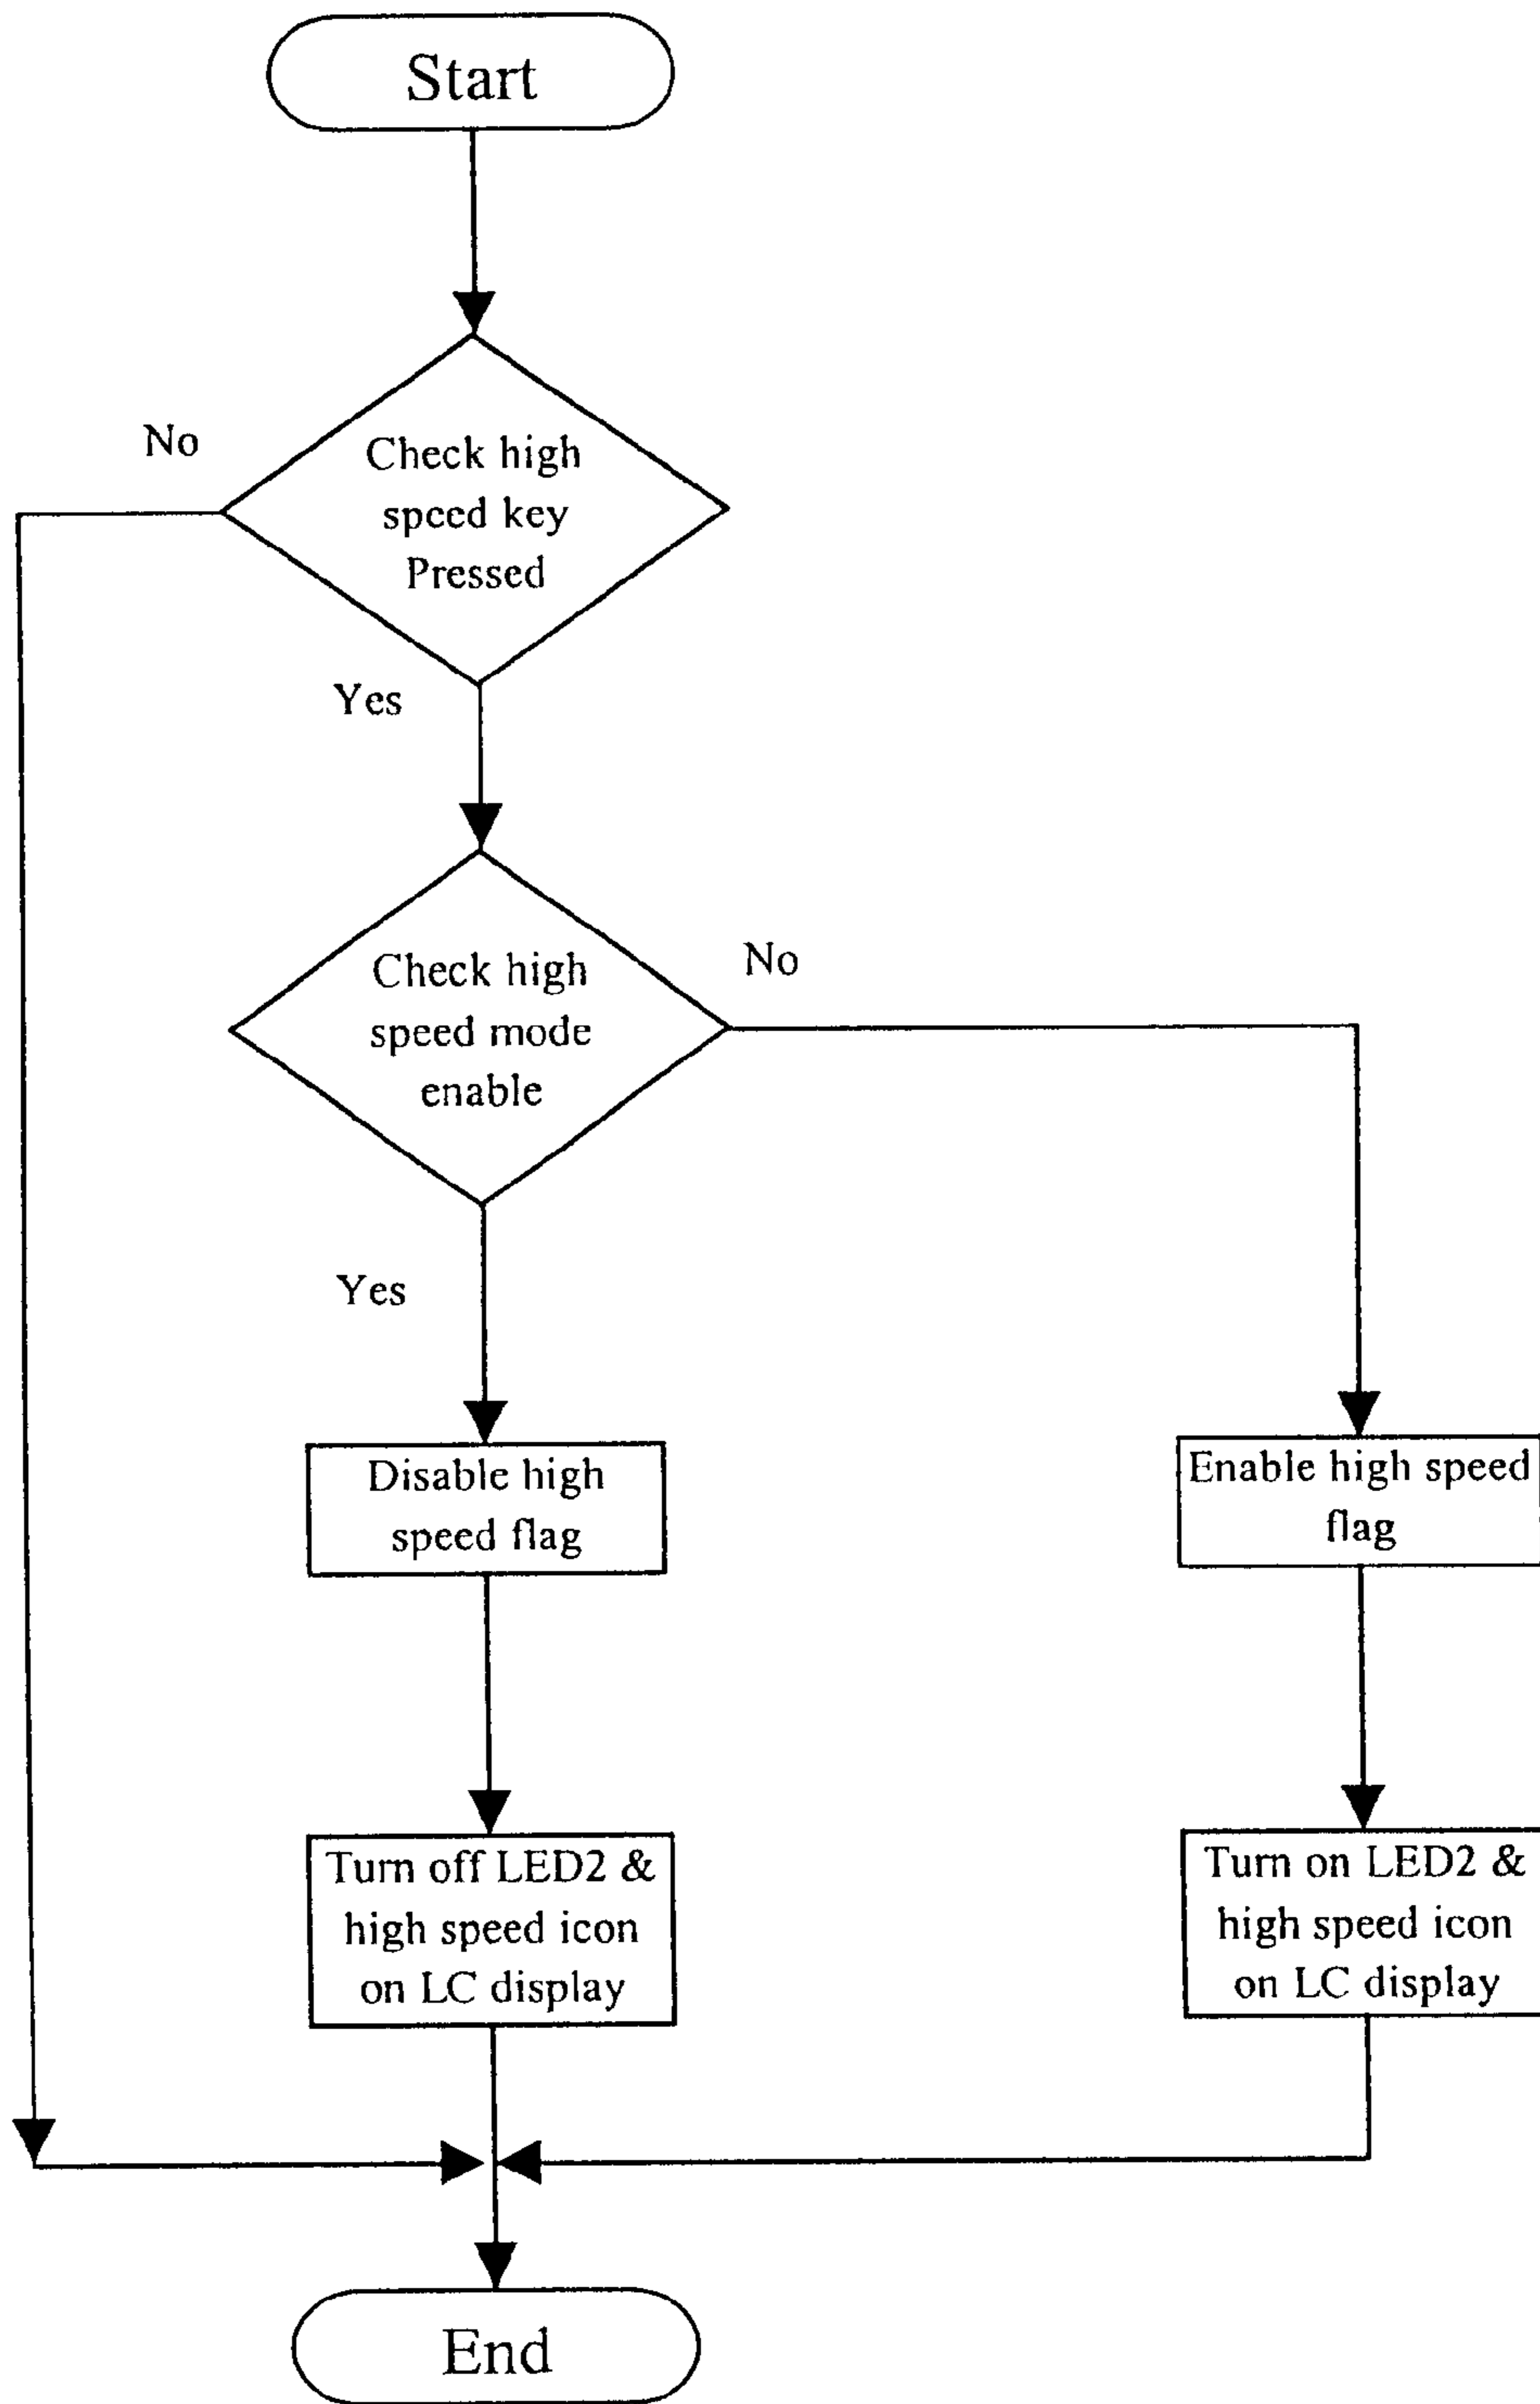 Start
No
Check high
speed key
Pressed
Yes
Check high
speed mode
enable
No
Yes
Disable high
speed flag
Enable high speed
flag
Turn off LED2 &
high speed icon
on LC display
Turn on LED2 &
high speed icon
on LC display
End